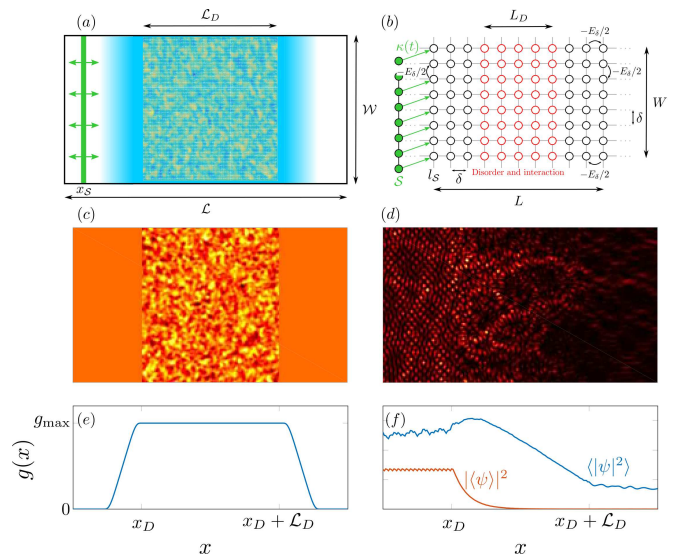 (a)
𝓛_D
x_𝒮
𝒲
𝓛
(b)
L_D
−E_δ/2
κ(t)
−E_δ/2
−E_δ/2
W
δ
𝒮
l_𝒮
δ
Disorder and interaction
−E_δ/2
L
(c)
(d)
(e)
g_max
g(x)
0
x_D
x_D + 𝓛_D
x
(f)
⟨|ψ|²⟩
|⟨ψ⟩|²
x_D
x_D + 𝓛_D
x